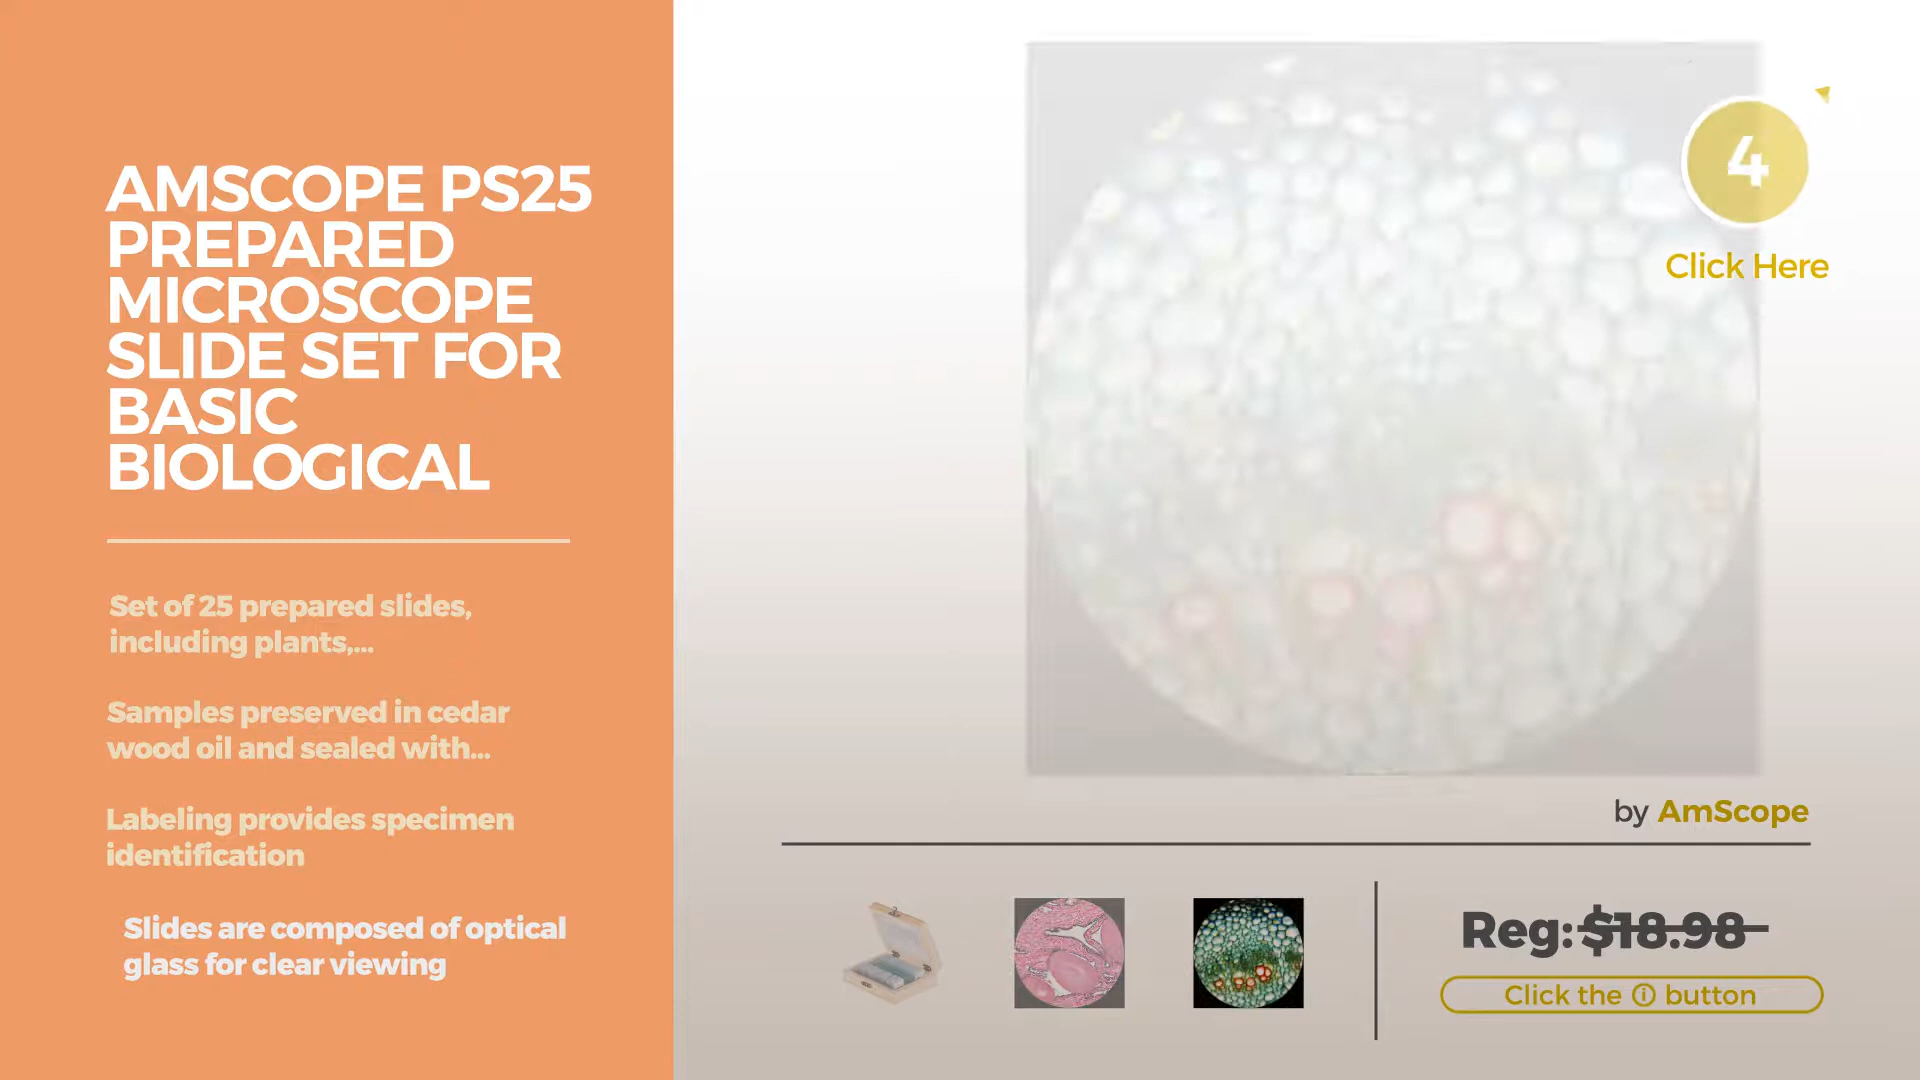 AMSCOPE PS25
PREPARED
MICROSCOPE
SLIDE SET FOR
BASIC
BIOLOGICAL
Set of 25 prepared slides,
including plants,...
Samples preserved in cedar
wood oil and sealed with...
Labeling provides specimen
identification
Slides are composed of optical
glass for clear viewing
4
Click Here
by AmScope
Reg: $18.98
Click the ⓘ button